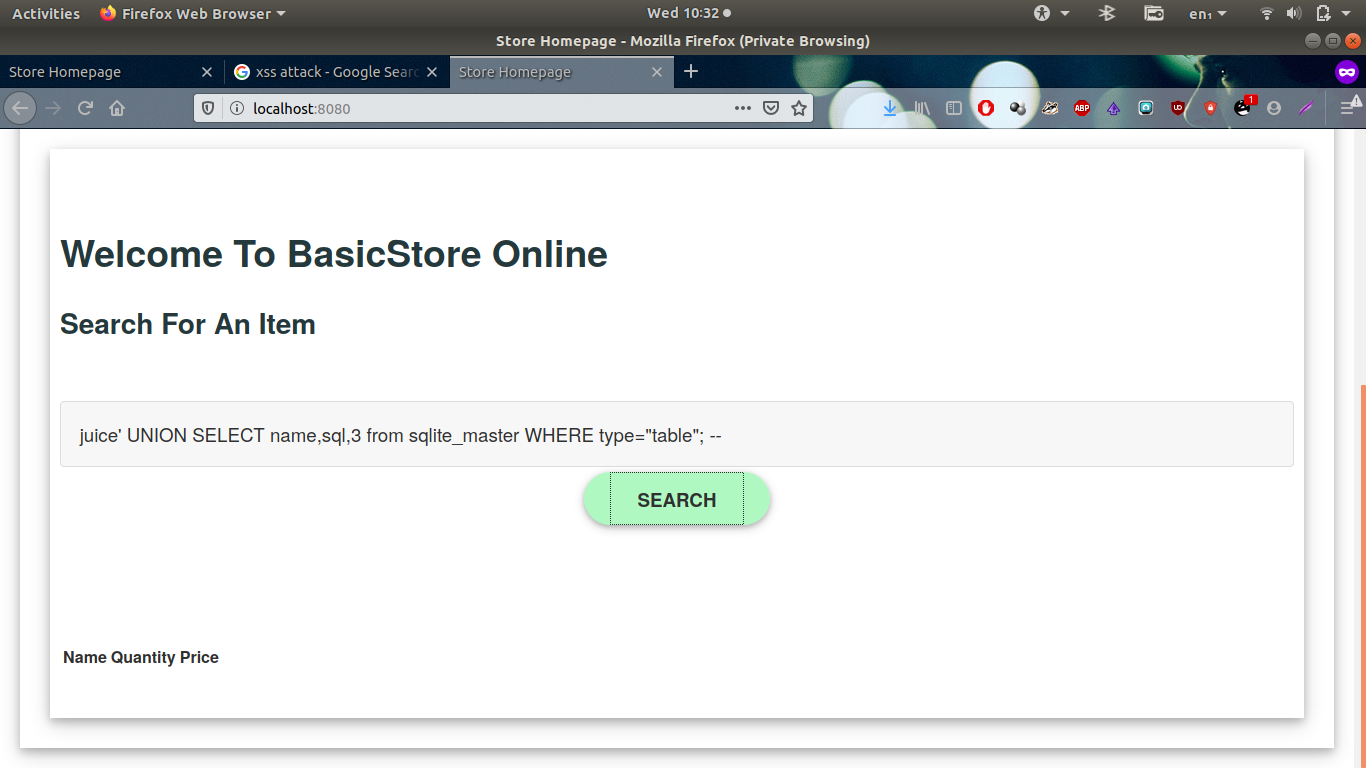 Activities Firefox Web Browser Wed 10:32 en₁
Store Homepage - Mozilla Firefox (Private Browsing)
Store Homepage xss attack - Google Searc Store Homepage
localhost:8080 ABP UO 1
Welcome To BasicStore Online
Search For An Item
juice' UNION SELECT name,sql,3 from sqlite_master WHERE type="table"; --
SEARCH
Name Quantity Price